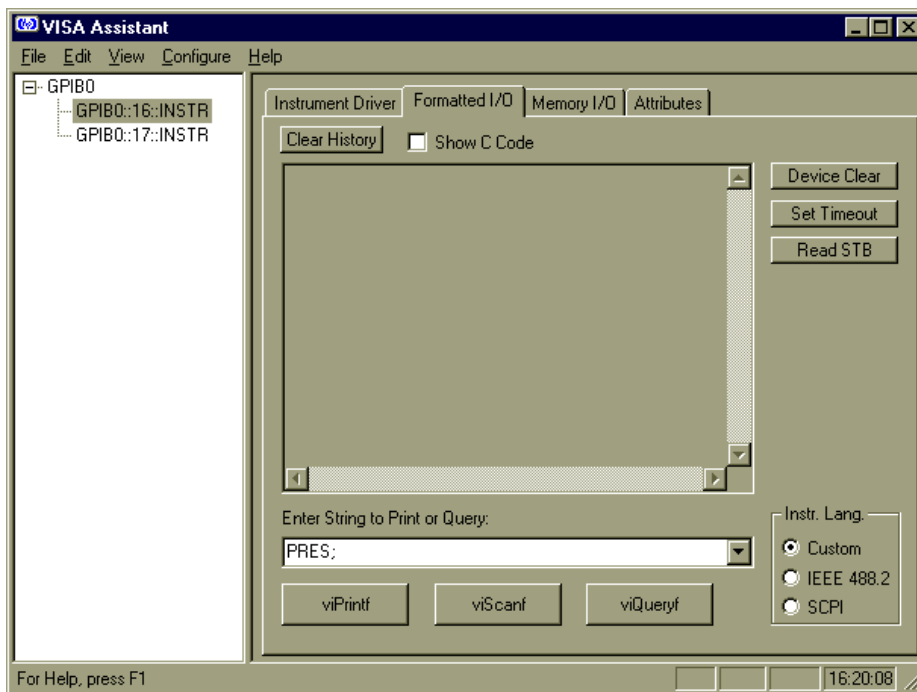 VISA Assistant
File Edit View Configure Help
GPIB0
GPIB0::16::INSTR
GPIB0::17::INSTR
Instrument Driver Formatted I/O Memory I/O Attributes
Clear History Show C Code
Device Clear
Set Timeout
Read STB
Enter String to Print or Query:
PRES;
viPrintf viScanf viQueryf
Instr. Lang.
Custom
IEEE 488.2
SCPI
For Help, press F1 16:20:08